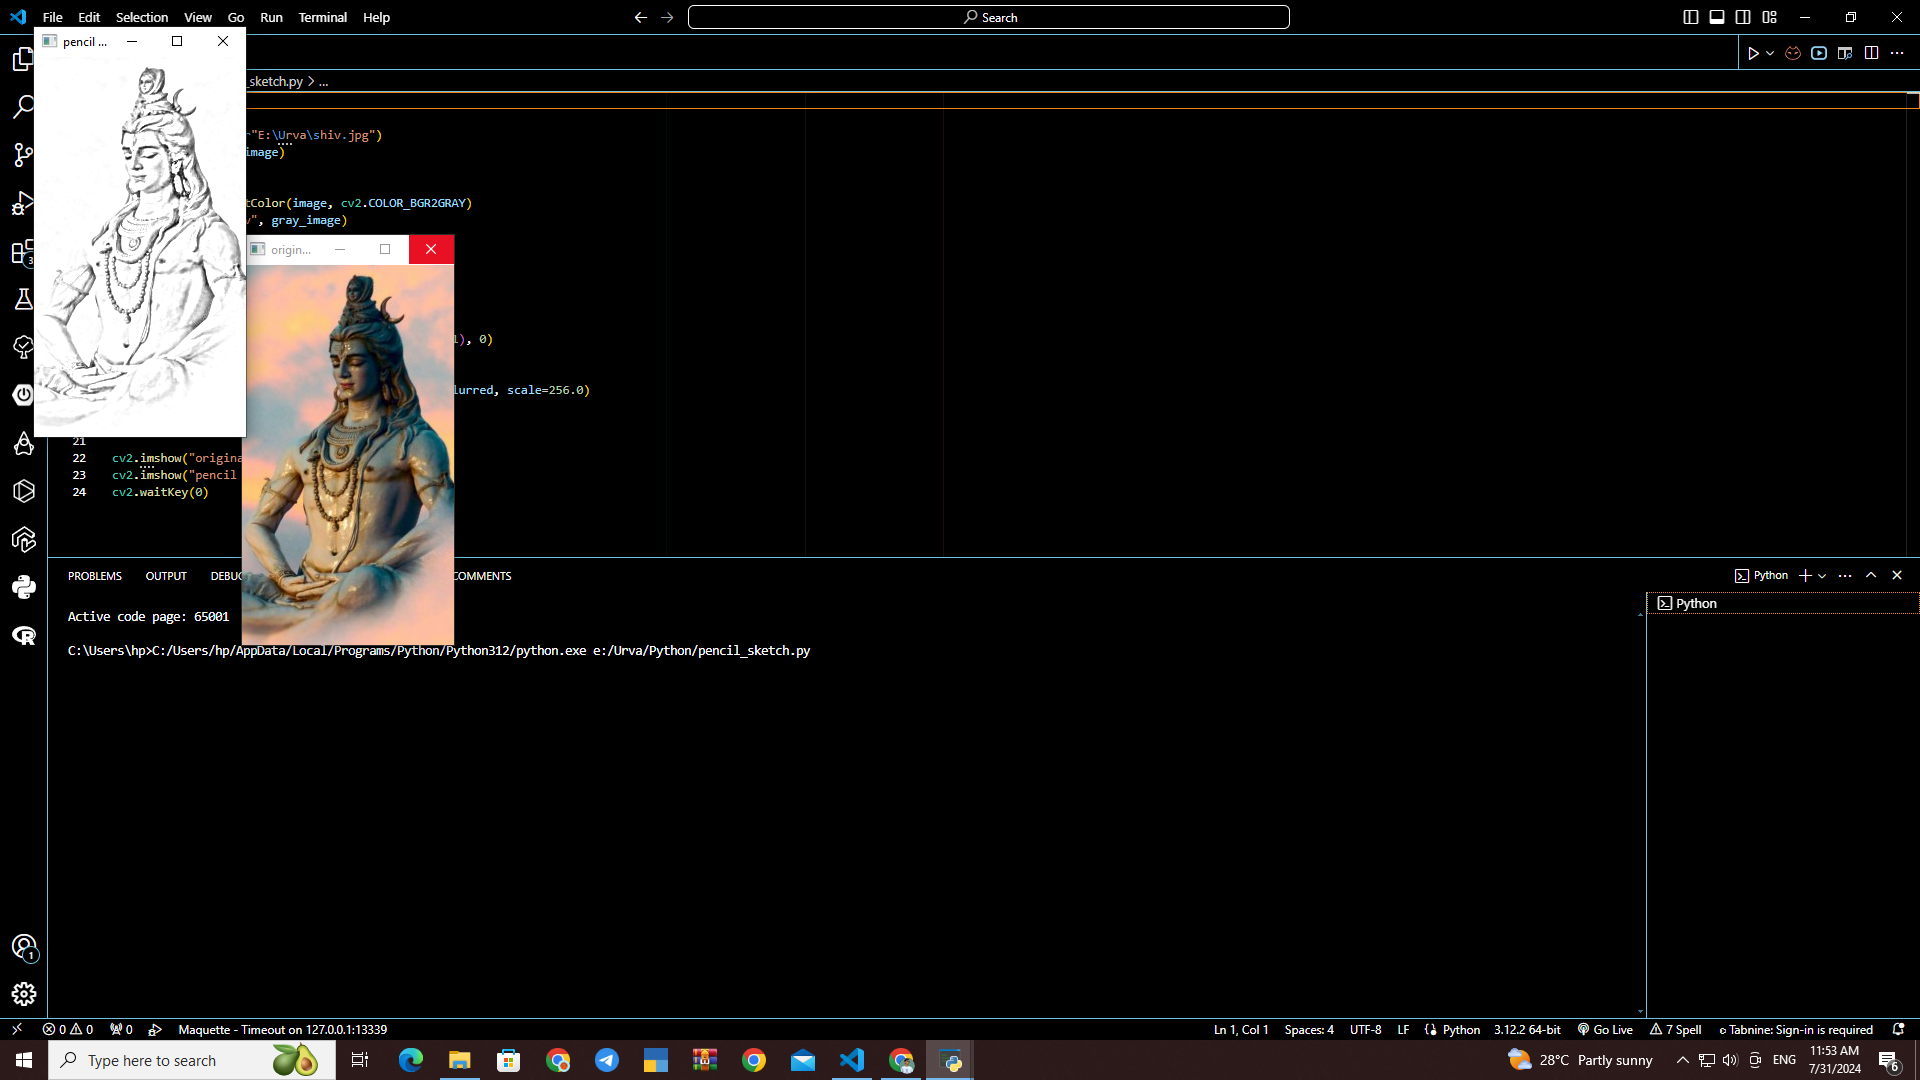 File Edit Selection View Go Run Terminal Help
Search
pencil ...
_sketch.py > ...
"E:\Urva\shiv.jpg")
image)
tColor(image, cv2.COLOR_BGR2GRAY)
", gray_image)
origin...
), 0)
lurred, scale=256.0)
21
22 cv2.imshow("origina
23 cv2.imshow("pencil
24 cv2.waitKey(0)
PROBLEMS OUTPUT DEBUG COMMENTS
Python
Python
Active code page: 65001
C:\Users\hp>C:/Users/hp/AppData/Local/Programs/Python/Python312/python.exe e:/Urva/Python/pencil_sketch.py
3
1
0 0 0 Maquette - Timeout on 127.0.0.1:13339 Ln 1, Col 1 Spaces: 4 UTF-8 LF Python 3.12.2 64-bit Go Live 7 Spell Tabnine: Sign-in is required
Type here to search 28°C Partly sunny ENG 11:53 AM
7/31/2024
6